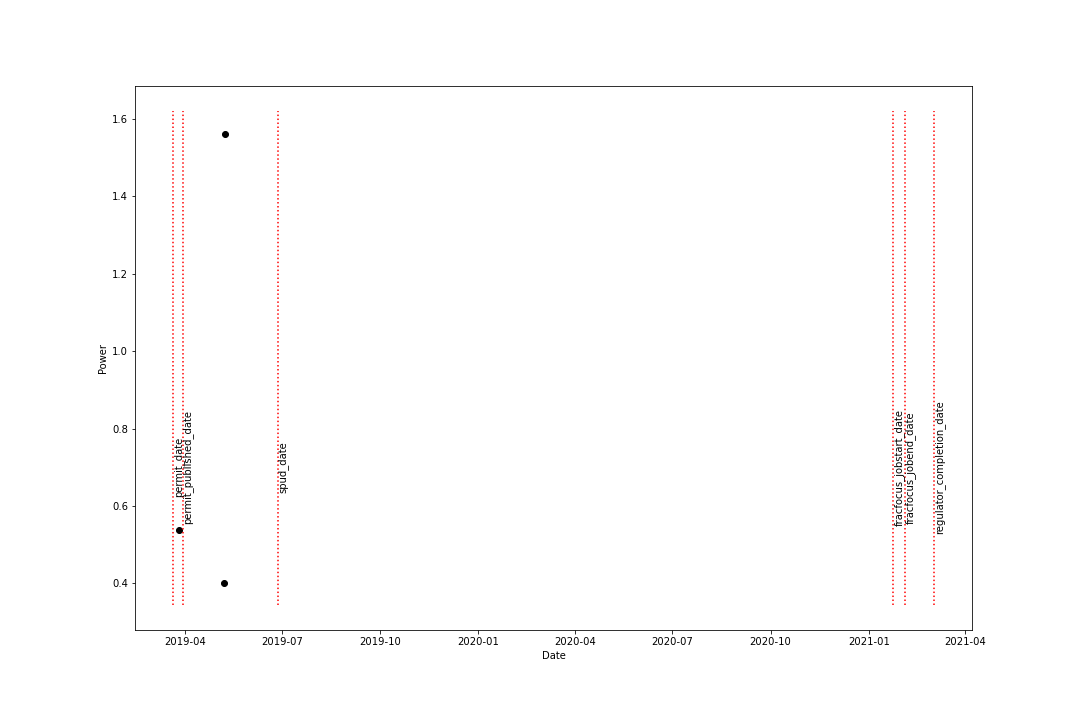 1.6
1.4
1.2
1.0
0.8
0.6
0.4
Power
permit_date
permit_published_date
spud_date
fracfocus_jobstart_date
fracfocus_jobend_date
regulator_completion_date
2019-04
2019-07
2019-10
2020-01
2020-04
2020-07
2020-10
2021-01
2021-04
Date